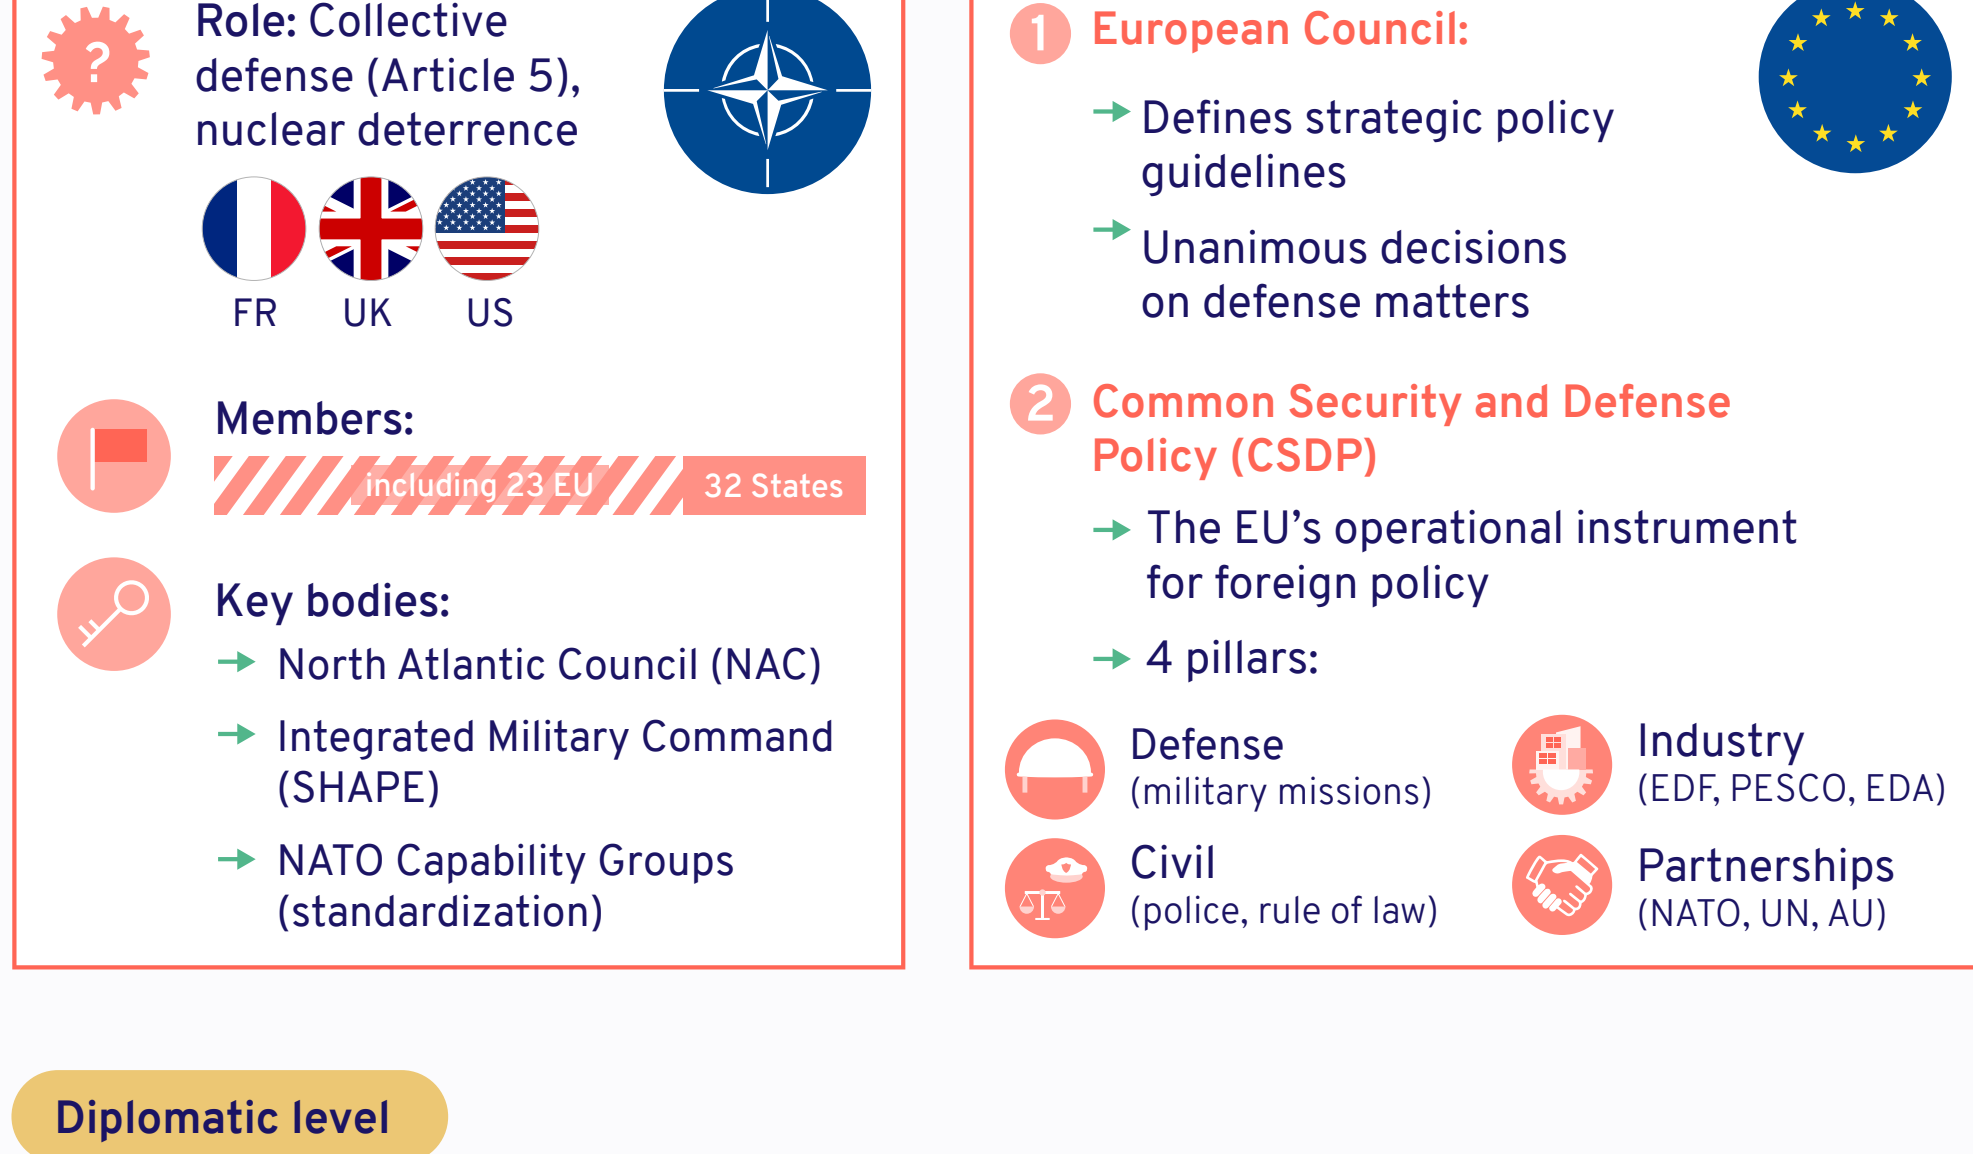 ?
Role: Collective
defense (Article 5),
nuclear deterrence
FR UK US
Members:
including 23 EU
32 States
Key bodies:
North Atlantic Council (NAC)
Integrated Military Command
(SHAPE)
NATO Capability Groups
(standardization)
1 European Council:
Defines strategic policy
guidelines
Unanimous decisions
on defense matters
2 Common Security and Defense
Policy (CSDP)
The EU’s operational instrument
for foreign policy
4 pillars:
Defense
(military missions)
Industry
(EDF, PESCO, EDA)
Civil
(police, rule of law)
Partnerships
(NATO, UN, AU)
Diplomatic level